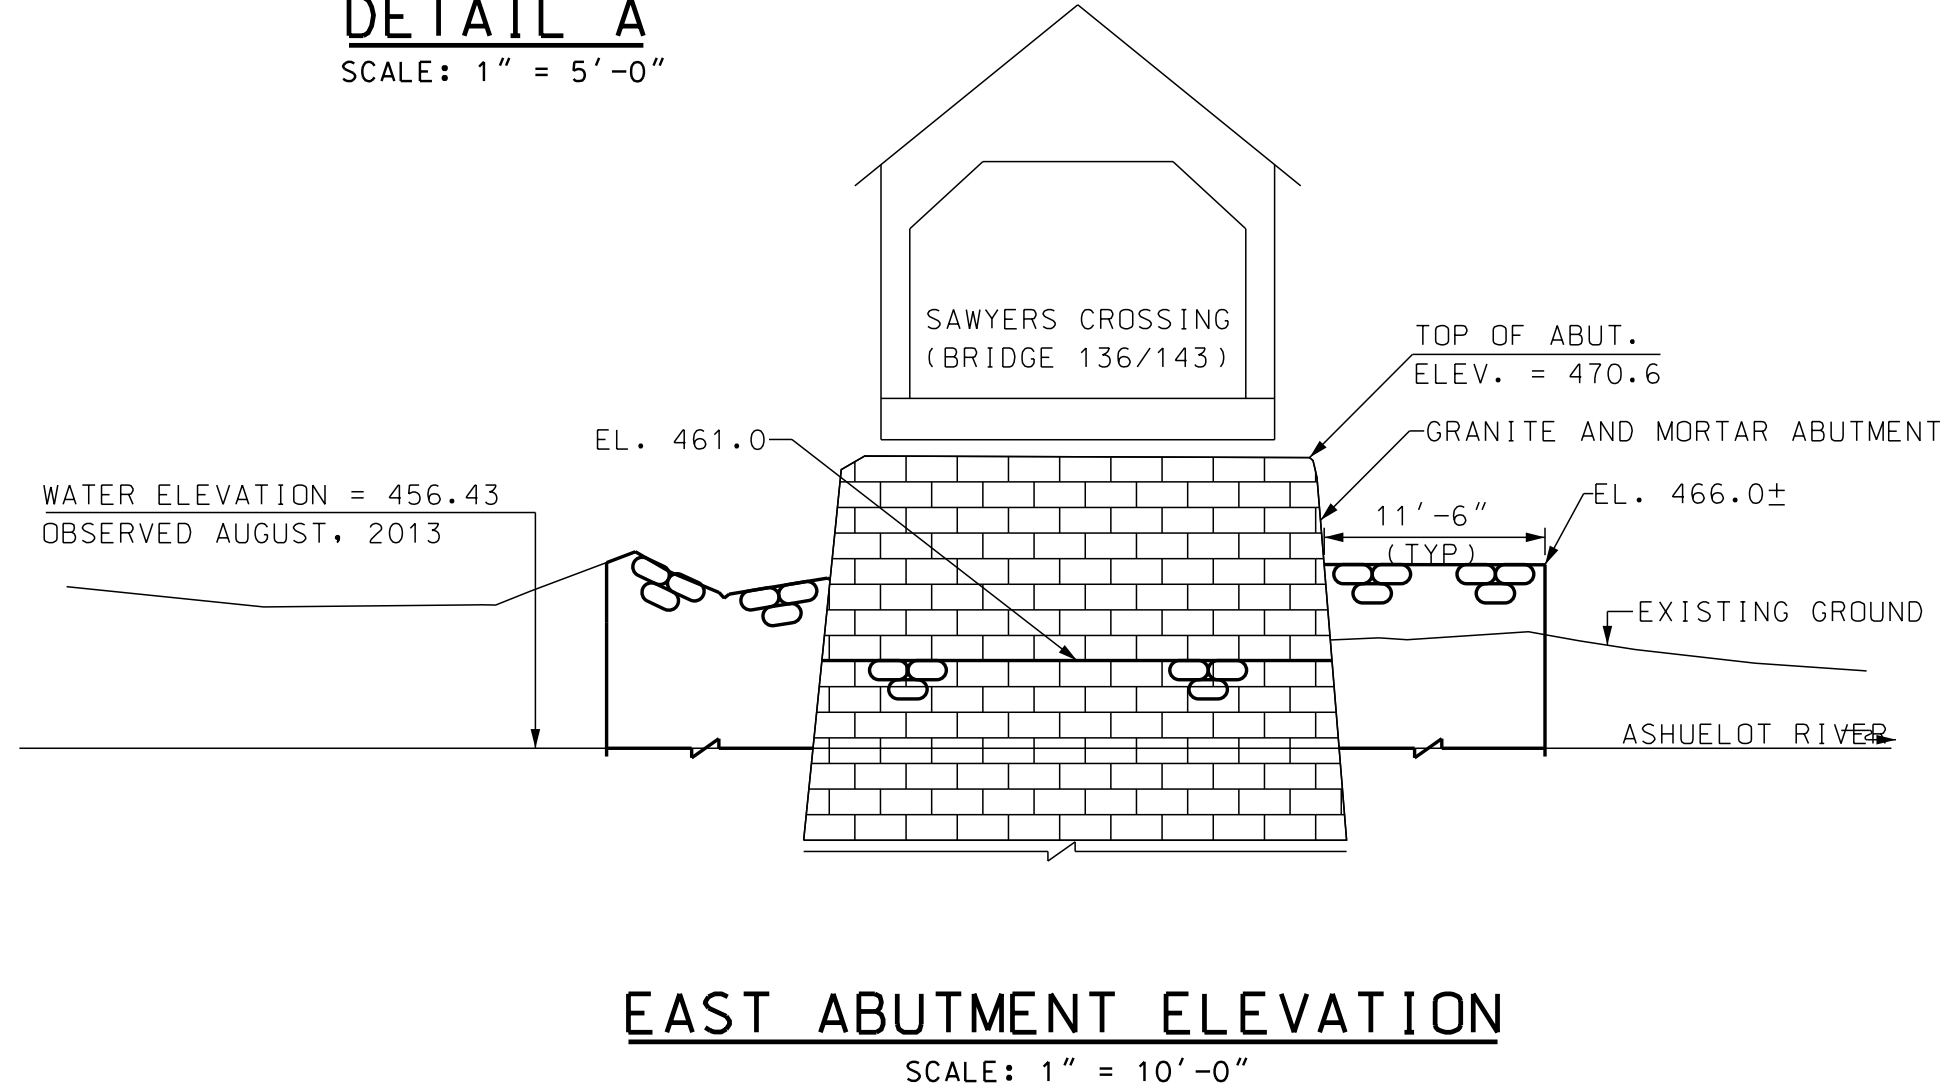 DETAIL A
SCALE: 1" = 5'-0"
SAWYERS CROSSING
(BRIDGE 136/143)
TOP OF ABUT.
ELEV. = 470.6
EL. 461.0
GRANITE AND MORTAR ABUTMENT
WATER ELEVATION = 456.43
OBSERVED AUGUST, 2013
EL. 466.0±
11'-6"
(TYP)
EXISTING GROUND
ASHUELOT RIVER
EAST ABUTMENT ELEVATION
SCALE: 1" = 10'-0"